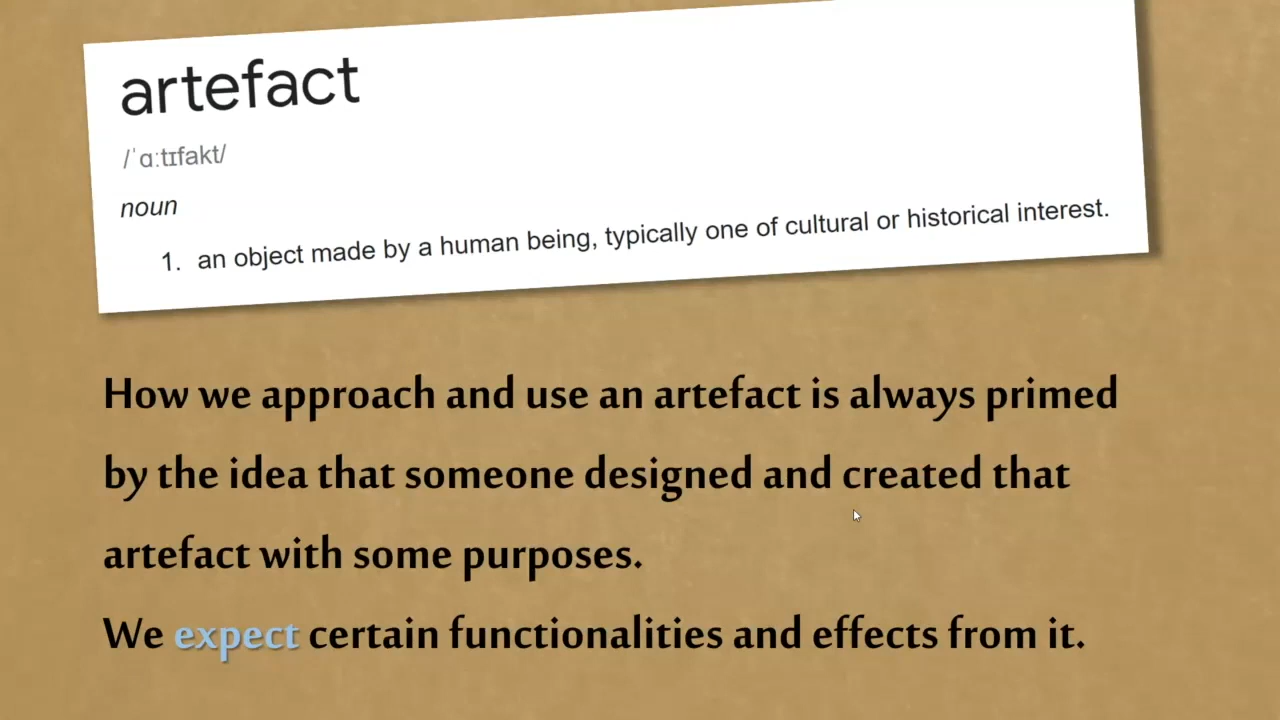 artefact
/ˈɑːtɪfakt/
noun
1. an object made by a human being, typically one of cultural or historical interest.
How we approach and use an artefact is always primed
by the idea that someone designed and created that
artefact with some purposes.
We expect certain functionalities and effects from it.